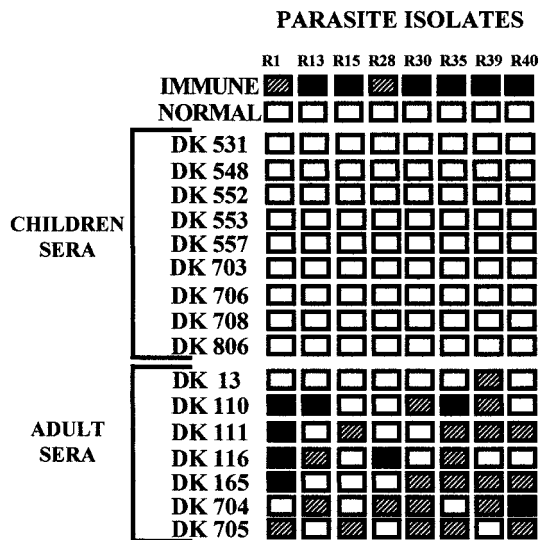 PARASITE ISOLATES
R1 R13 R15 R28 R30 R35 R39 R40
IMMUNE
NORMAL
DK 531
DK 548
DK 552
DK 553
DK 557
DK 703
DK 706
DK 708
DK 806
CHILDREN
SERA
DK 13
DK 110
DK 111
DK 116
DK 165
DK 704
DK 705
ADULT
SERA